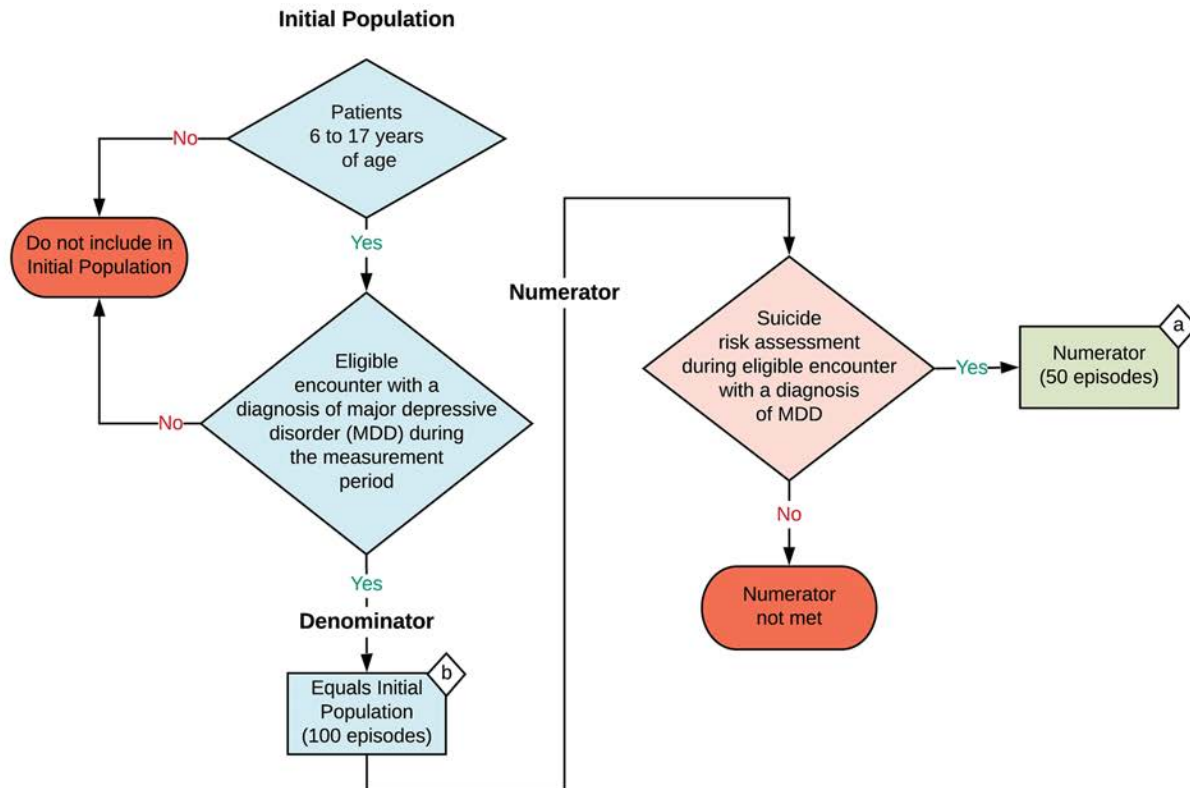 Initial Population
Patients
6 to 17 years
of age
No
Do not include in
Initial Population
Yes
Eligible
encounter with a
diagnosis of major depressive
disorder (MDD) during
the measurement
period
No
Yes
Denominator
b
Equals Initial
Population
(100 episodes)
Numerator
Suicide
risk assessment
during eligible encounter
with a diagnosis
of MDD
Yes
a
Numerator
(50 episodes)
No
Numerator
not met